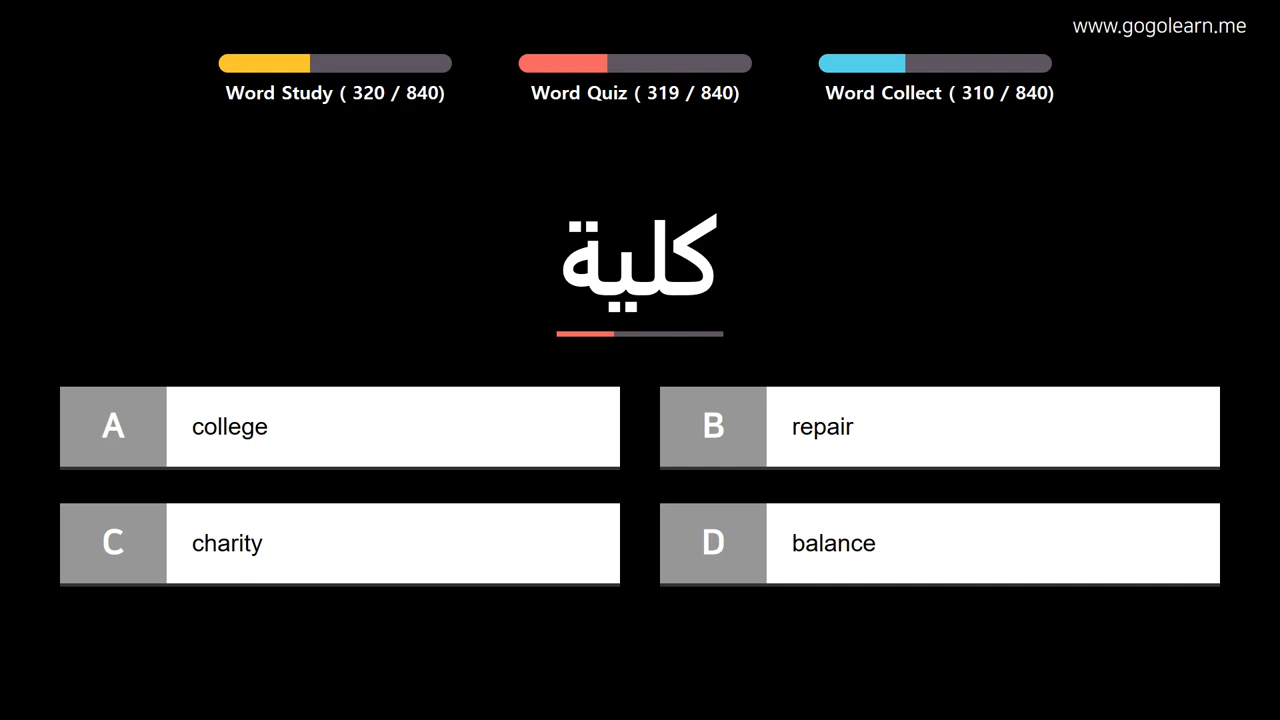 www.gogolearn.me
Word Study ( 320 / 840)
Word Quiz ( 319 / 840)
Word Collect ( 310 / 840)
كلية
A college
B repair
C charity
D balance